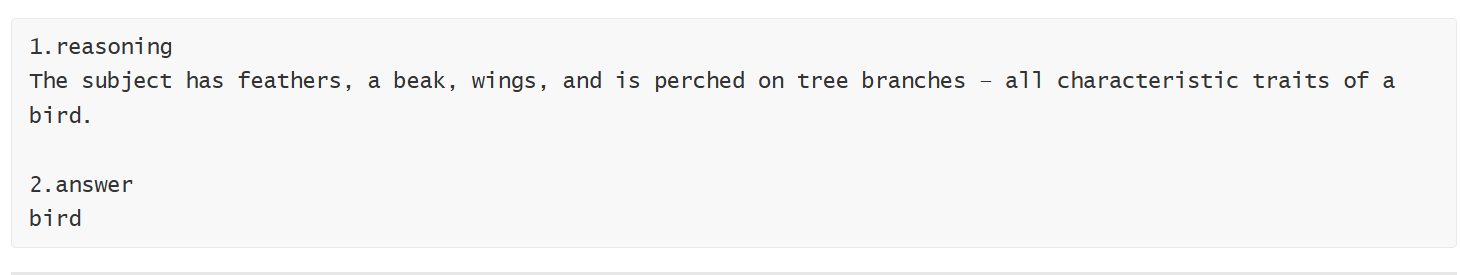 1.reasoning
The subject has feathers, a beak, wings, and is perched on tree branches – all characteristic traits of a
bird.
2.answer
bird